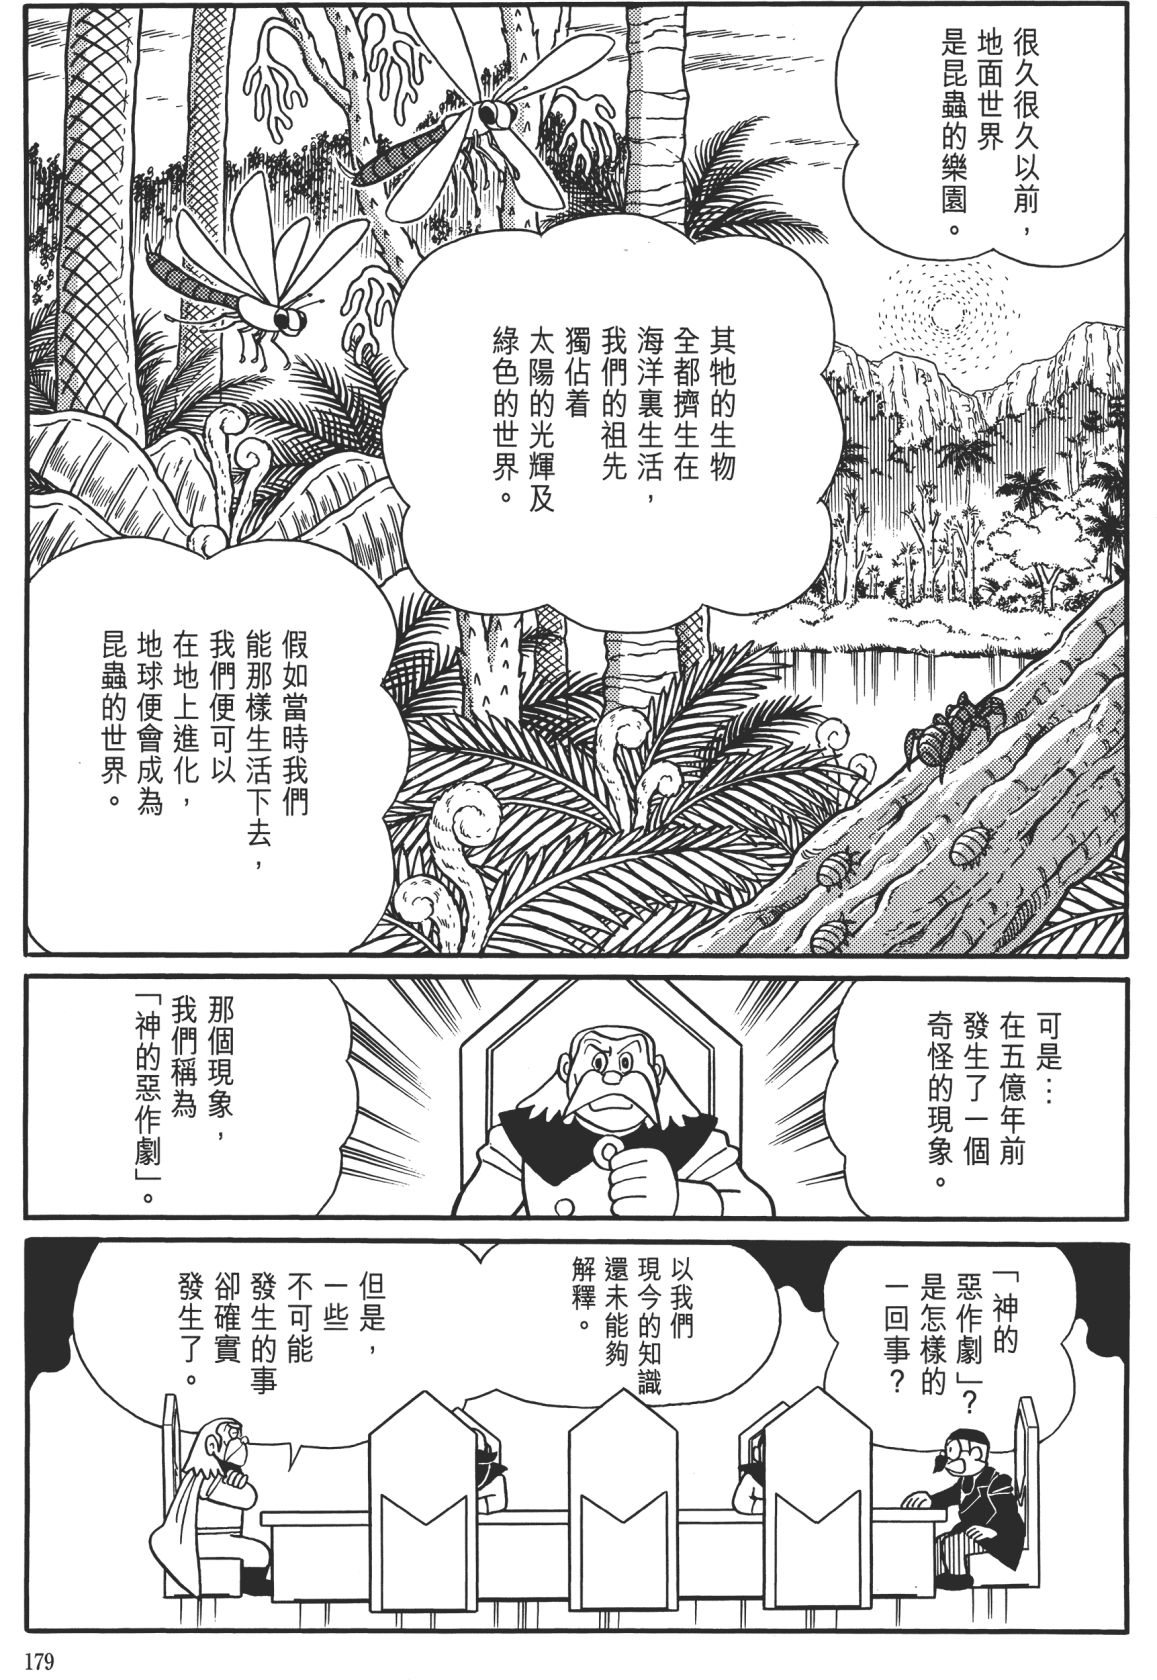 很久很久以前，
地面世界
是昆蟲的樂園。
其牠的生物
全都擠生在
海洋裏生活，
我們的祖先
獨佔着
太陽的光輝及
綠色的世界。
假如當時我們
能那樣生活下去，
我們便可以
在地上進化，
地球便會成為
昆蟲的世界。
可是…
在五億年前
發生了一個
奇怪的現象。
那個現象，
我們稱為
「神的惡作劇」。
「神的
惡作劇」？
是怎樣的
一回事？
以我們
現今的知識
還未能夠
解釋。
但是，
一些
不可能
發生的事
卻確實
發生了。
179